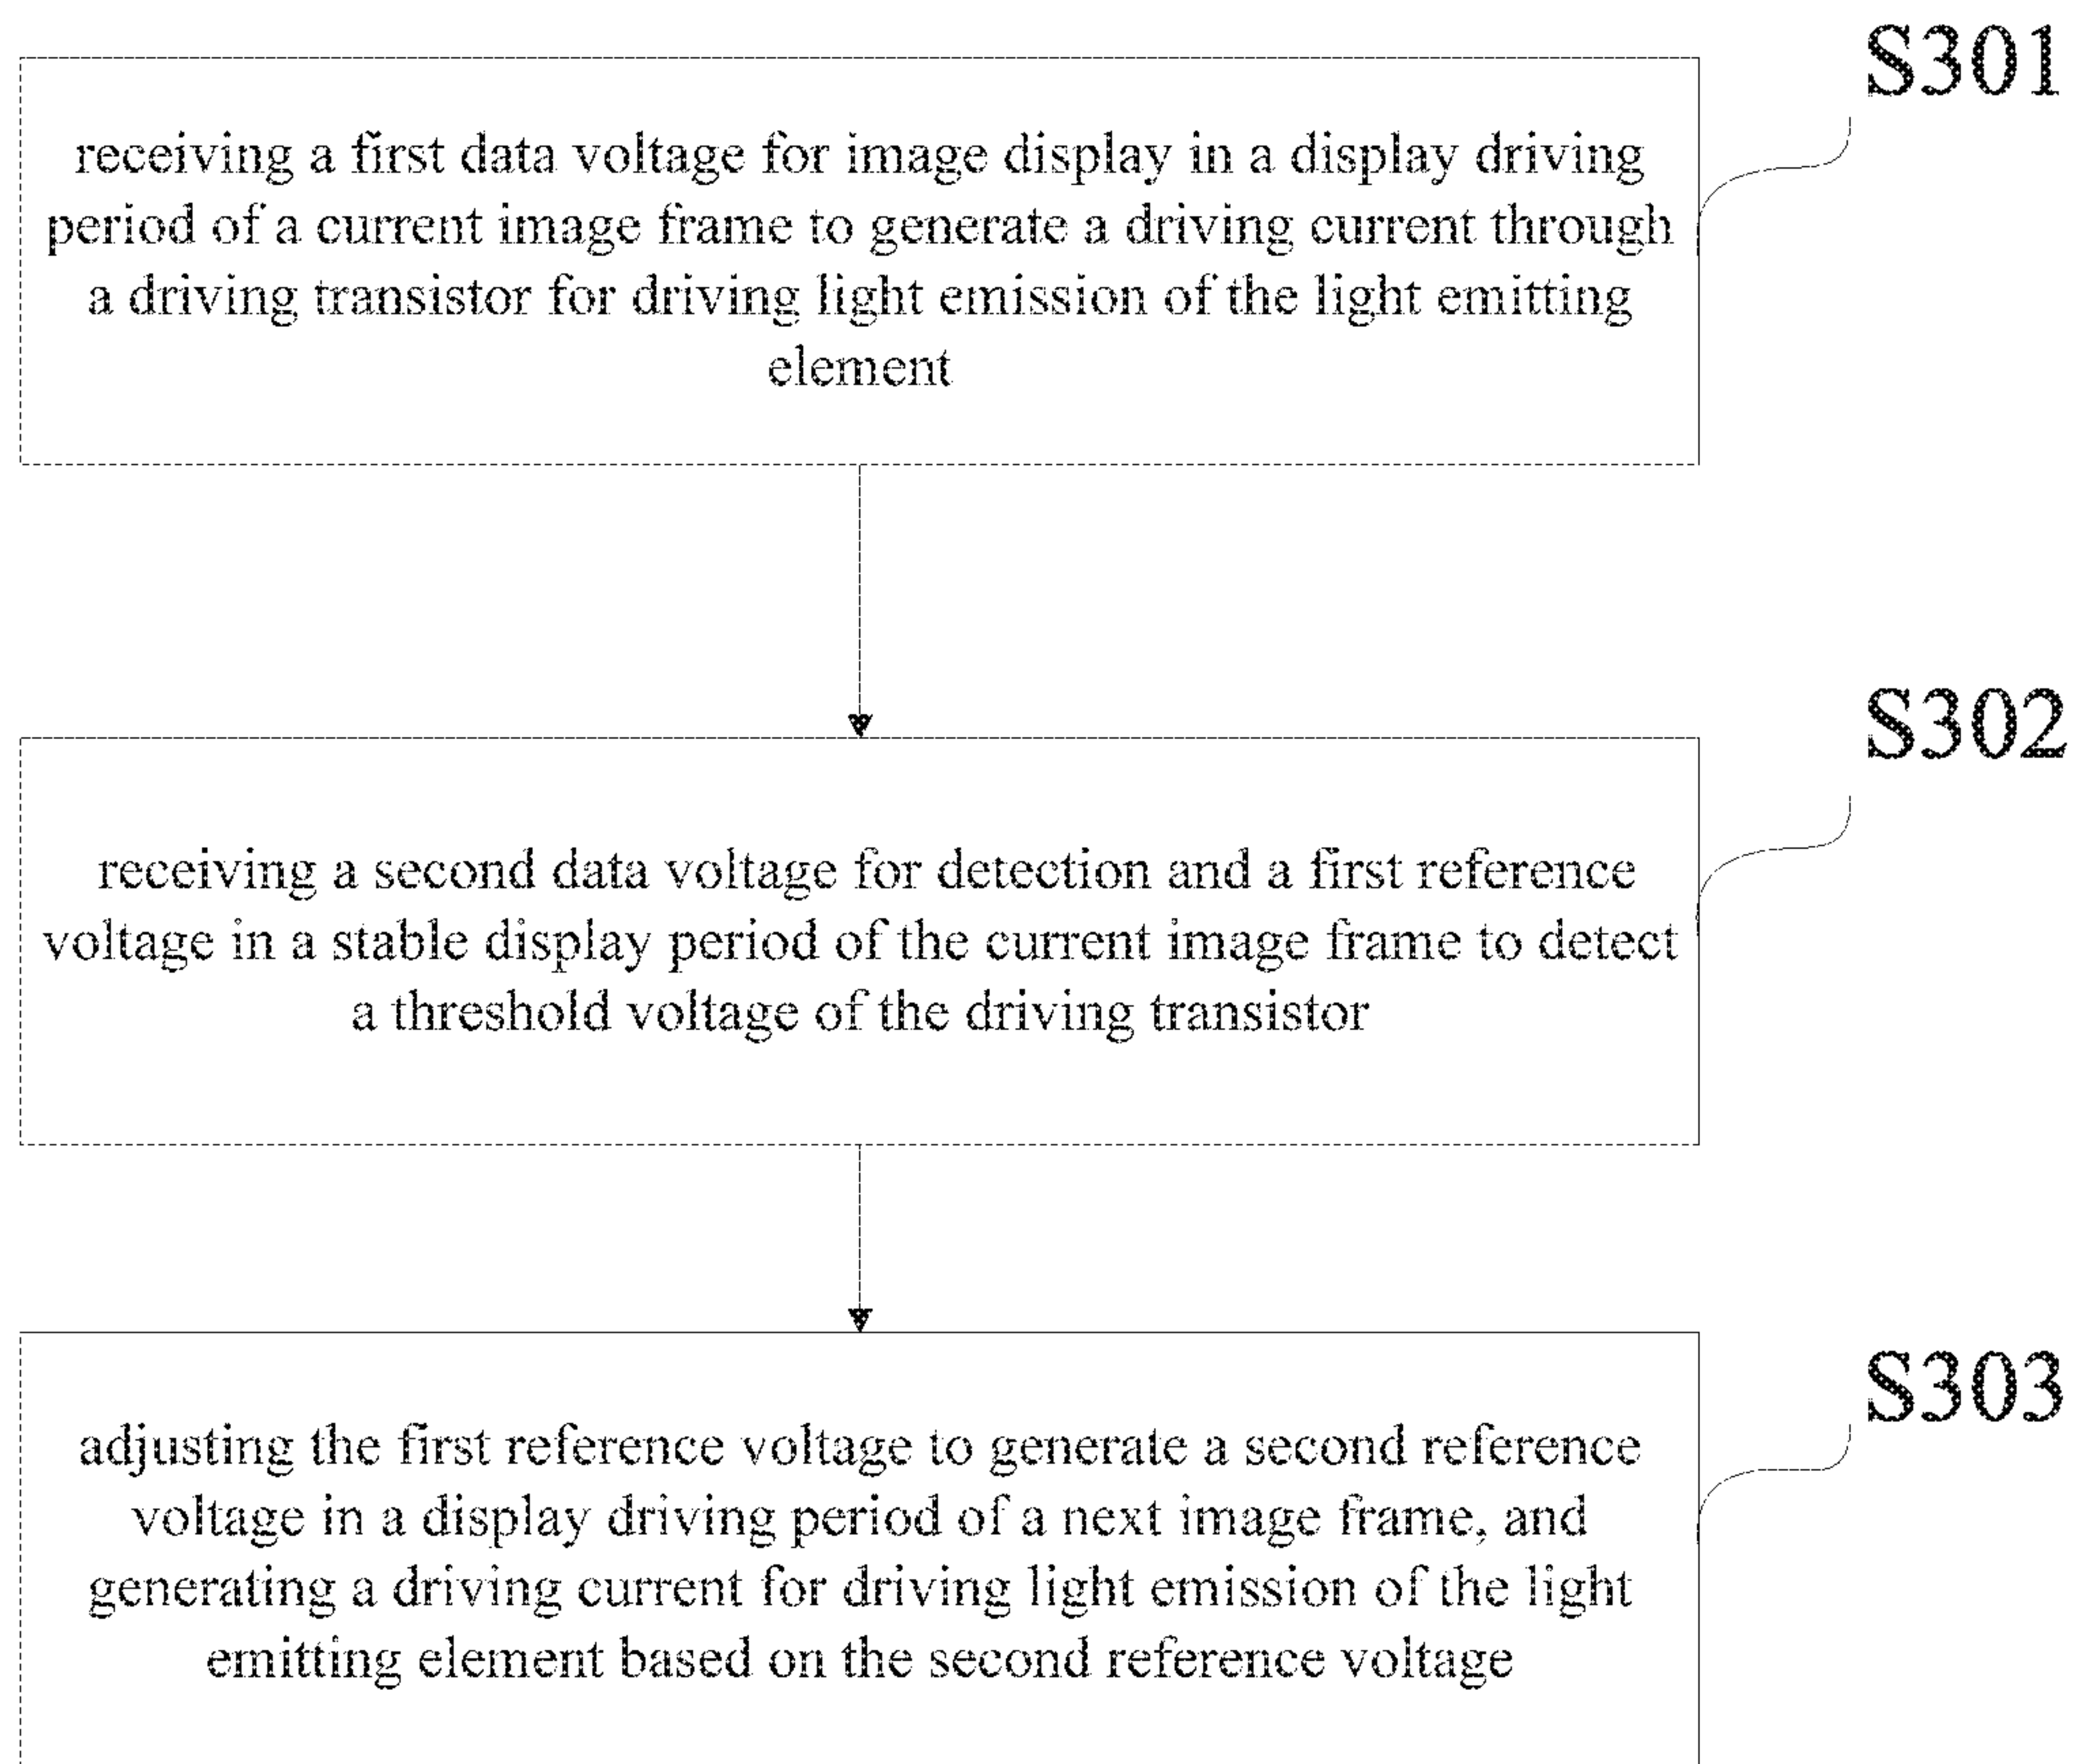 S301
receiving a first data voltage for image display in a display driving
period of a current image frame to generate a driving current through
a driving transistor for driving light emission of the light emitting
element
S302
receiving a second data voltage for detection and a first reference
voltage in a stable display period of the current image frame to detect
a threshold voltage of the driving transistor
S303
adjusting the first reference voltage to generate a second reference
voltage in a display driving period of a next image frame, and
generating a driving current for driving light emission of the light
emitting element based on the second reference voltage